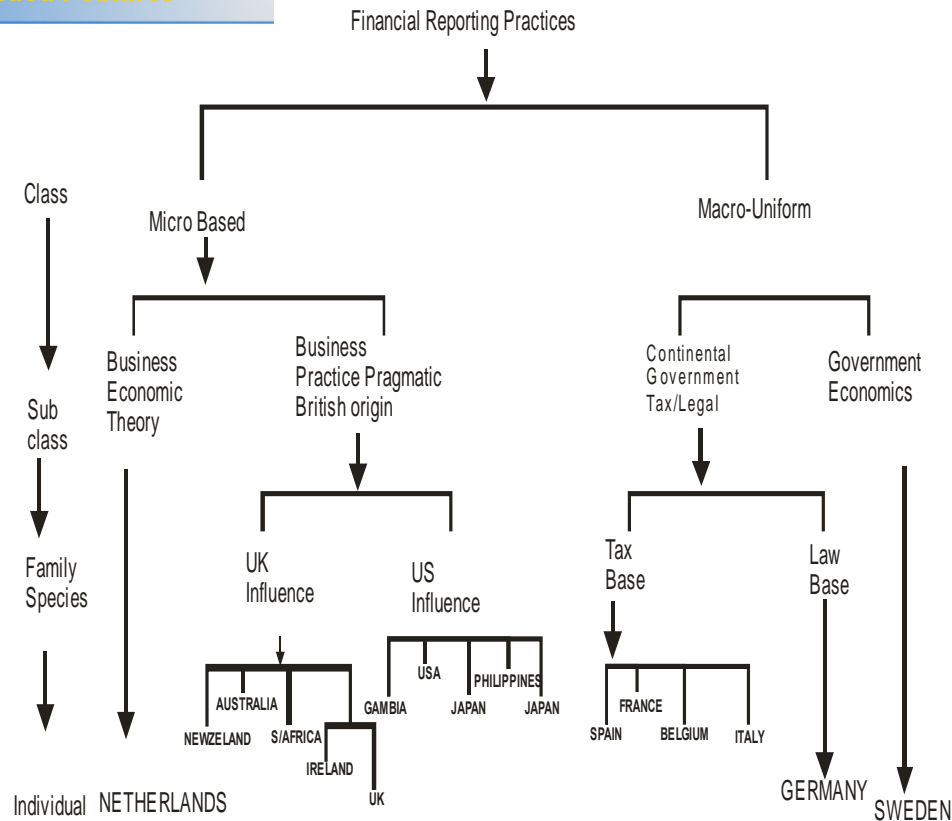 Financial Reporting Practices
Class
Micro Based
Macro-Uniform
Business
Economic
Theory
Business
Practice Pragmatic
British origin
Continental
Government
Tax/Legal
Government
Economics
Sub
class
Family
Species
UK
Influence
US
Influence
Tax
Base
Law
Base
NEWZELAND
AUSTRALIA
S/AFRICA
IRELAND
UK
GAMBIA
USA
JAPAN
PHILIPPINES
JAPAN
SPAIN
FRANCE
BELGIUM
ITALY
Individual
NETHERLANDS
GERMANY
SWEDEN